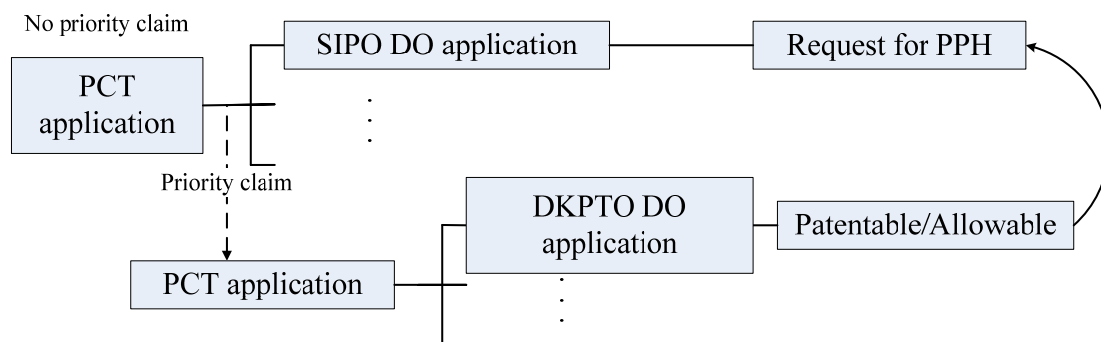 No priority claim
SIPO DO application
Request for PPH
PCT
application
Priority claim
DKPTO DO
application
Patentable/Allowable
PCT application